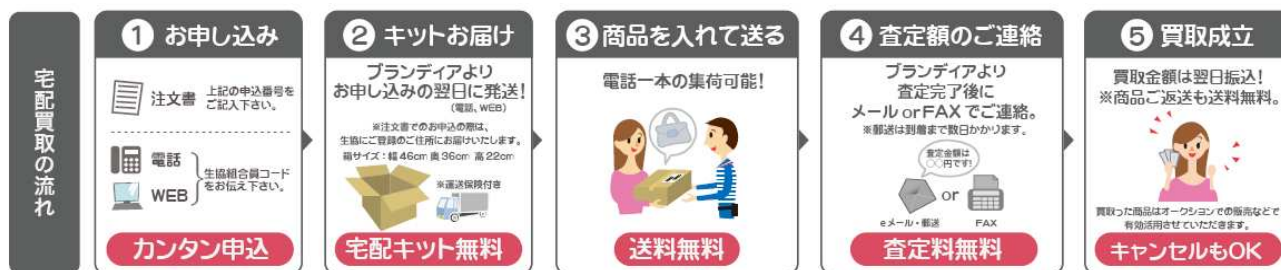 宅配買取の流れ
1 お申し込み
注文書
上記の申込番号を
ご記入下さい。
電話
WEB
生協組合員コード
をお伝え下さい。
カンタン申込
2 キットお届け
ブランディアより
お申し込みの翌日に発送!
(電話、WEB)
※注文書でのお申込の際は、
生協にご登録のご住所にお届けいたします。
箱サイズ:幅46cm 奥36cm 高22cm
※運送保険付き
宅配キット無料
3 商品を入れて送る
電話一本の集荷可能!
送料無料
4 査定額のご連絡
ブランディアより
査定完了後に
メールorFAXでご連絡。
※郵送は到着まで数日かかります。
査定金額は
○○円です!
or
eメール・郵送
FAX
査定料無料
5 買取成立
買取金額は翌日振込!
※商品ご返送も送料無料。
買取った商品はオークションでの販売などで
有効活用させていただきます。
キャンセルもOK